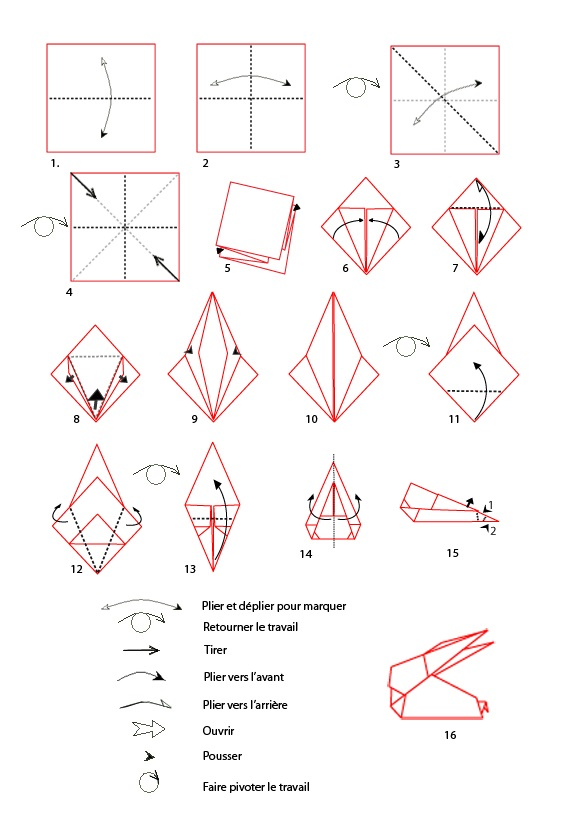 1.
2
3
4
5
6
7
8
9
10
11
12
13
14
15
1
2
Plier et déplier pour marquer
Retourner le travail
Tirer
Plier vers l'avant
Plier vers l'arrière
Ouvrir
Pousser
Faire pivoter le travail
16